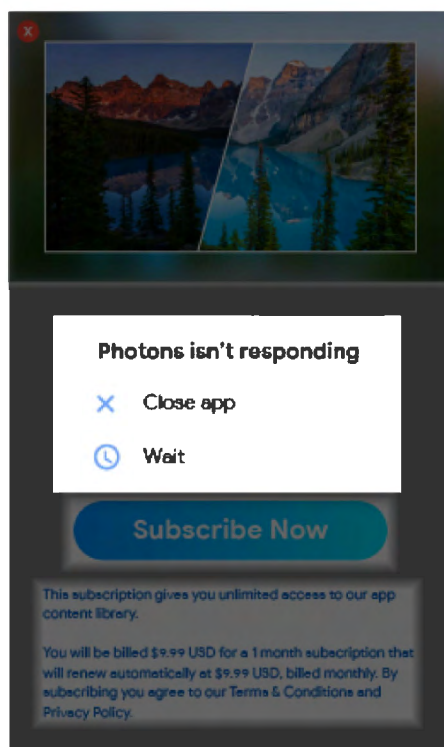 X
Photons isn't responding
Close app
Wait
Subscribe Now
This subscription gives you unlimited access to our app
content library.
You will be billed $9.99 USD for a 1 month subscription that
will renew automatically at $9.99 USD, billed monthly. By
subscribing you agree to our Terms & Conditions and
Privacy Policy.